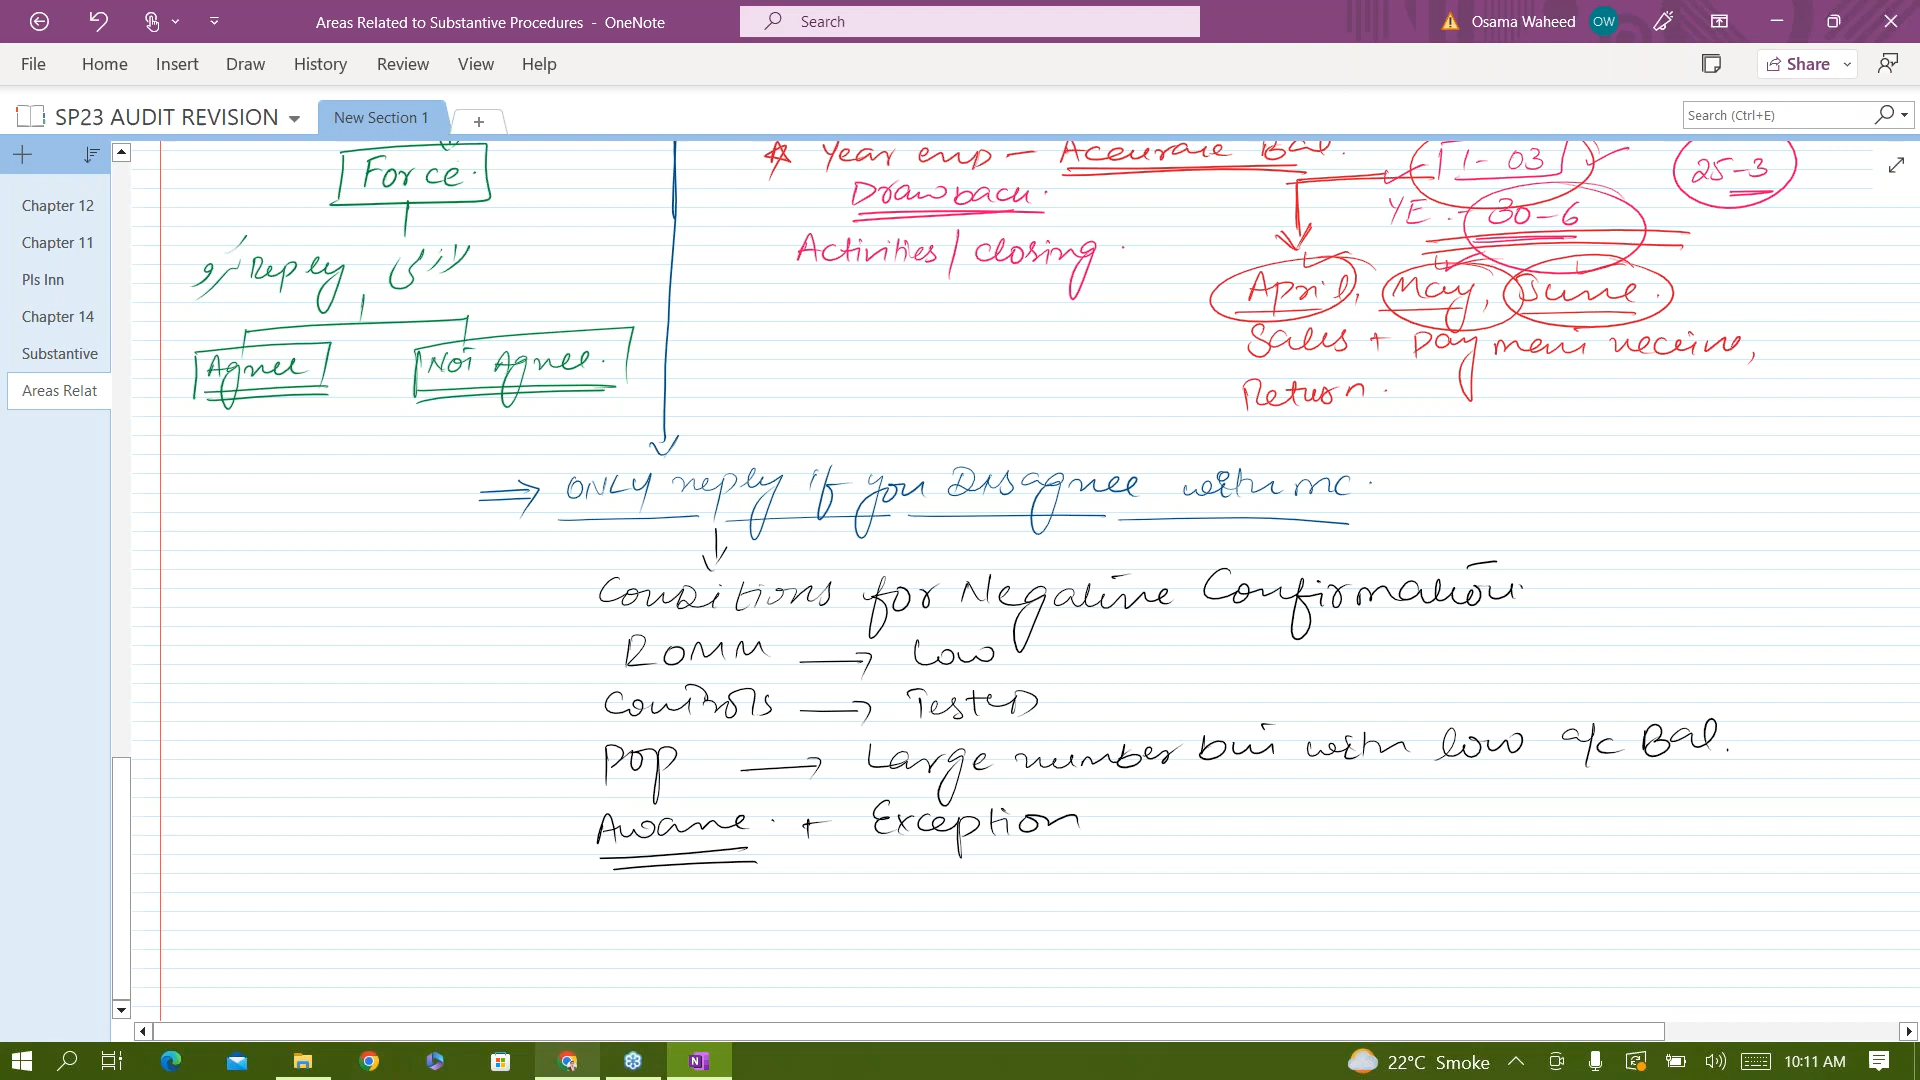 Areas Related to Substantive Procedures - OneNote
Search
Osama Waheed OW
File Home Insert Draw History Review View Help
Share
SP23 AUDIT REVISION
New Section 1
+
Search (Ctrl+E)
Chapter 12
Chapter 11
Pls Inn
Chapter 14
Substantive
Areas Relat
Force.
Reply لازمی
Agree
Not Agree.
Year end - Accurate Bal.
Drawback.
Activities / closing
31-03
25-3
YE. 30-6
April, May, June.
Sales + payment receive,
Return.
⇒ ONLY reply if you DISagree with me.
Conditions for Negative Confirmation.
ROMM → Low
Controls → Tested
POP → Large number but with low a/c Bal.
Aware + Exception
22°C Smoke
10:11 AM